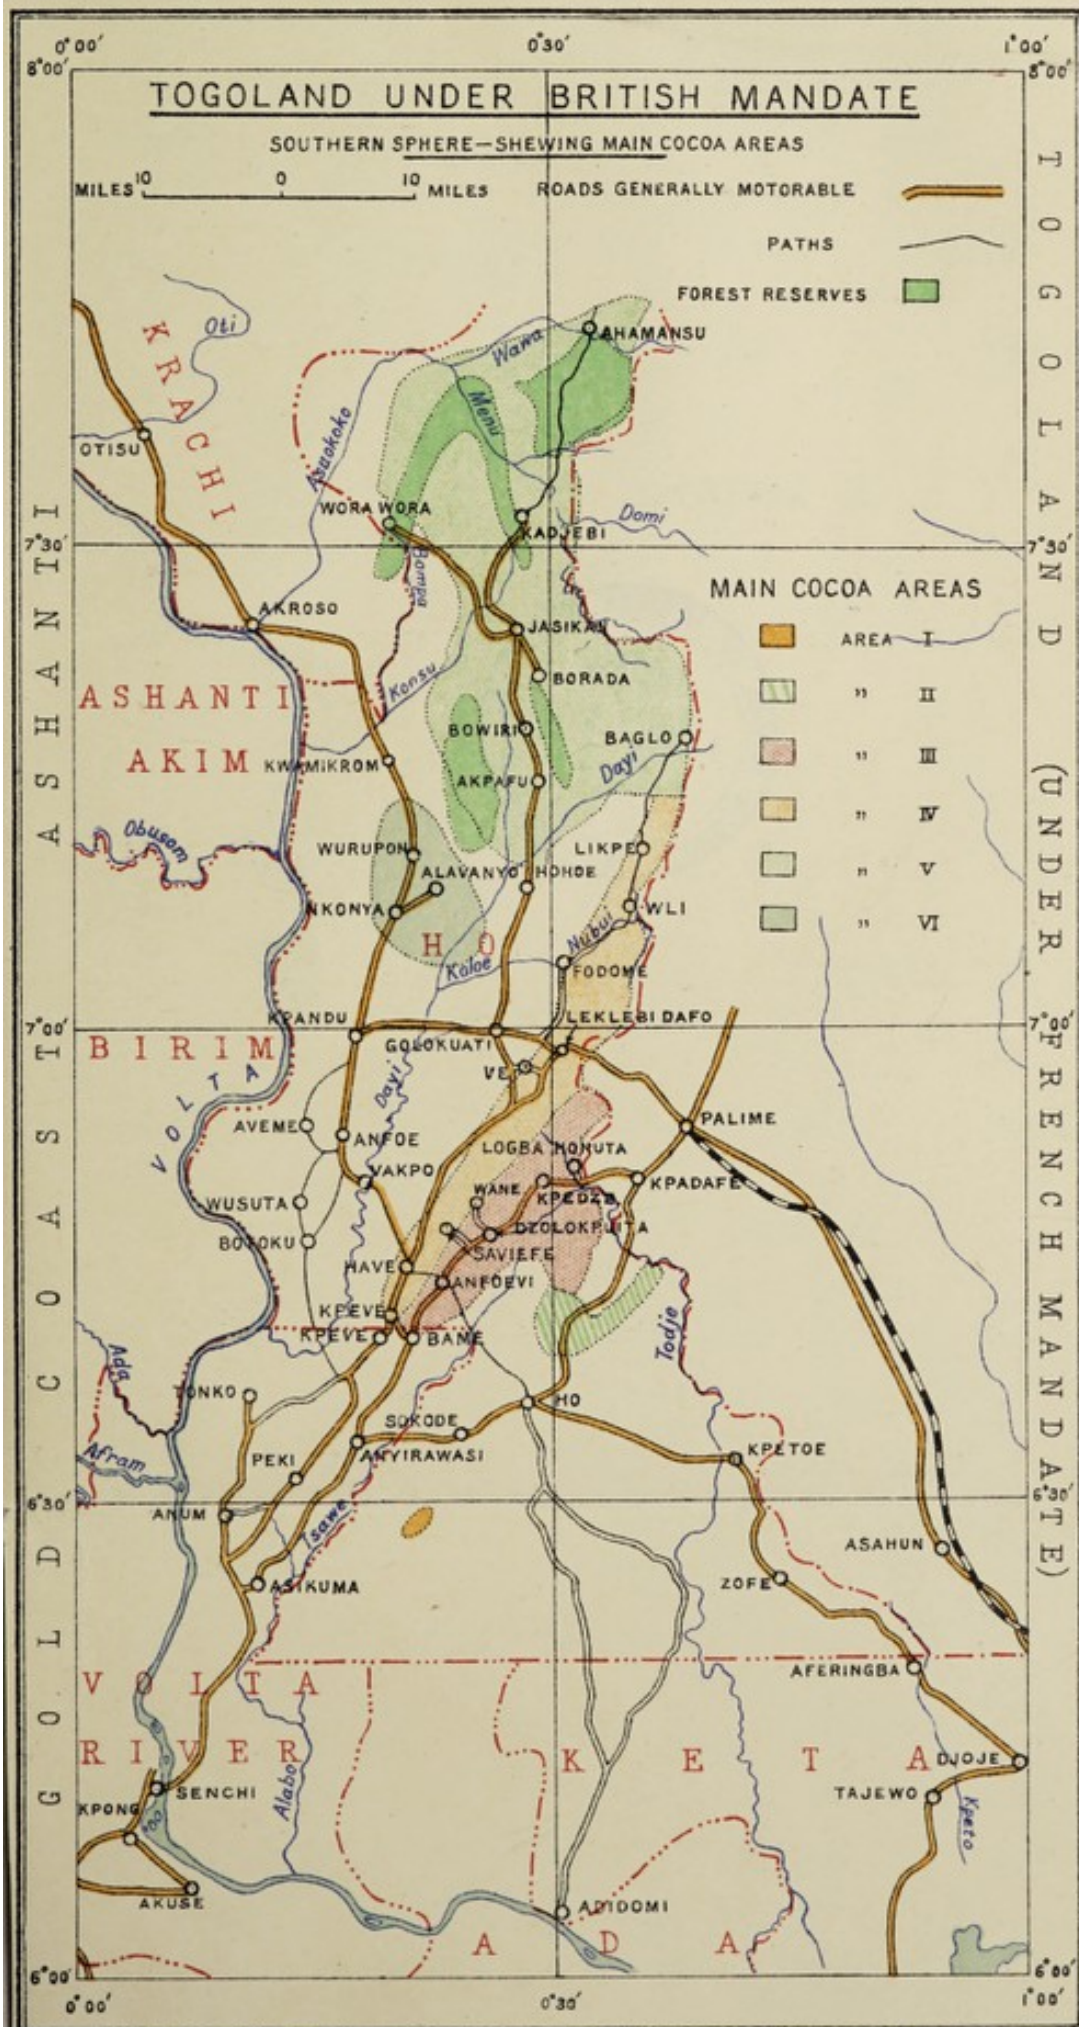 0°00′ 0°30′ 1°00′
8°00′ 8°00′
TOGOLAND UNDER BRITISH MANDATE
SOUTHERN SPHERE—SHEWING MAIN COCOA AREAS
MILES 10 0 10 MILES
ROADS GENERALLY MOTORABLE
PATHS
FOREST RESERVES
TOGOLAND (UNDER FRENCH MANDATE)
GOLD COAST
ASHANTI
KRACHI
Oti
Wawa
AHAMANSU
Menu
OTISU
Asuokoko
WORA WORA
KADJEBI
Domi
7°30′ 7°30′
Bompa
MAIN COCOA AREAS
AREA I
” II
” III
” IV
” V
” VI
AKROSO
JASIKAN
BORADA
Konsu
ASHANTI
AKIM
BOWIRI
BAGLO
KWAMIKROM
AKPAFU
Dayi
Obusom
WURUPON
LIKPE
ALAVANYO
HOHOE
NKONYA
WLI
HO
Nubui
Koloe
FODOME
7°00′ 7°00′
KPANDU
LEKLEBI DAFO
GOLOKUATI
BIRIM
VE
VOLTA
Dayi
PALIME
AVEME
ANFOE
LOGBA
HOHUTA
VAKPO
KPADAFE
WANE
KPEDZE
WUSUTA
DZOLOKPUITA
BOTOKU
SAVIEFE
HAVE
ANFOEVI
KPEVE
KPEVE
BAME
Todje
Ada
TONKO
HO
SOKODE
ANYIRAWASI
KPETOE
Afram
PEKI
6°30′ 6°30′
ANUM
Tsawe
ASAHUN
ASIKUMA
ZOFE
AFERINGBA
VOLTA
RIVER
KETA
DJOJE
SENCHI
TAJEWO
KPONG
Alabo
Kpeto
AKUSE
ADIDOMI
ADA
6°00′ 6°00′
0°00′ 0°30′ 1°00′